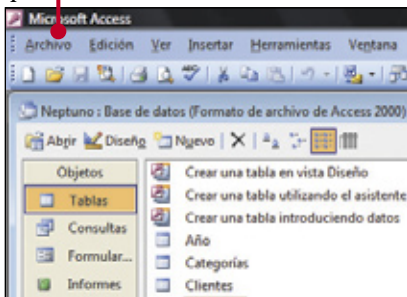 Microsoft Access
Archivo Edición Ver Insertar Herramientas Ventana
Neptuno : Base de datos (Formato de archivo de Access 2000)
Abrir Diseño Nuevo
Objetos
Crear una tabla en vista Diseño
Tablas
Crear una tabla utilizando el asistente
Consultas
Crear una tabla introduciendo datos
Año
Formular...
Categorías
Informes
Clientes